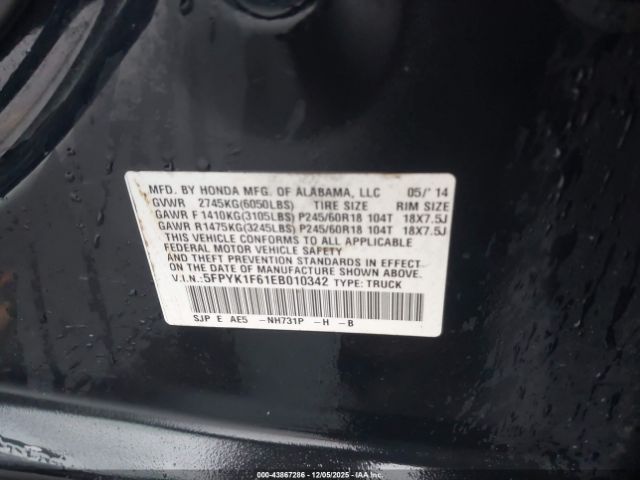 MFD. BY HONDA MFG. OF ALABAMA, LLC 05/'14
GVWR 2745KG(6050LBS) TIRE SIZE RIM SIZE
GAWR F 1410KG(3105LBS) P245/60R18 104T 18X7.5J
GAWR R 1475KG(3245LBS) P245/60R18 104T 18X7.5J
THIS VEHICLE CONFORMS TO ALL APPLICABLE
FEDERAL MOTOR VEHICLE SAFETY
AND THEFT PREVENTION STANDARDS IN EFFECT
ON THE DATE OF MANUFACTURE SHOWN ABOVE.
V.I.N.:5FPYK1F61EB010342 TYPE: TRUCK
SJP E AE5 -NH731P -H -B
000-43867286 - 12/05/2025 - IAA Inc.